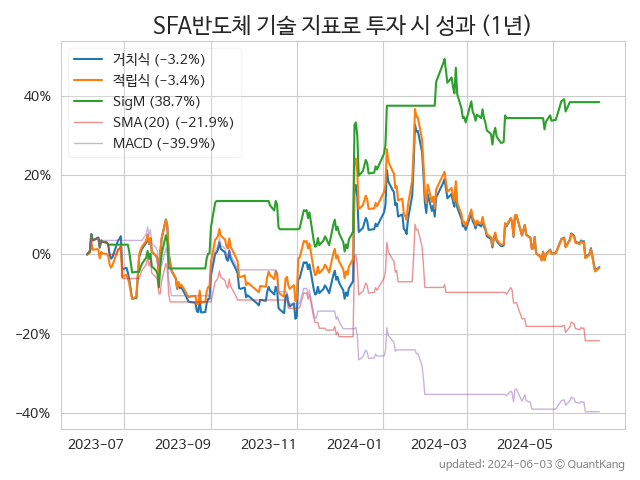 SFA반도체 기술 지표로 투자 시 성과 (1년)
거치식 (−3.2%)
적립식 (−3.4%)
SigM (38.7%)
SMA(20) (−21.9%)
MACD (−39.9%)
40%
20%
0%
−20%
−40%
2023−07 2023−09 2023−11 2024−01 2024−03 2024−05
updated: 2024−06−03 © QuantKang